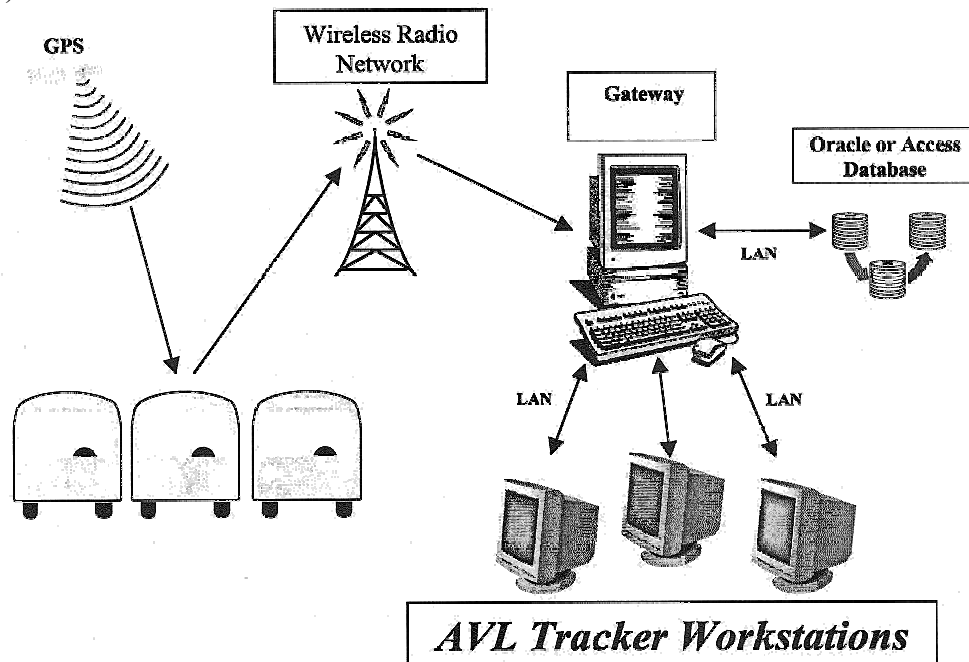 GPS
Wireless Radio
Network
Gateway
Oracle or Access
Database
LAN
LAN
LAN
AVL Tracker Workstations